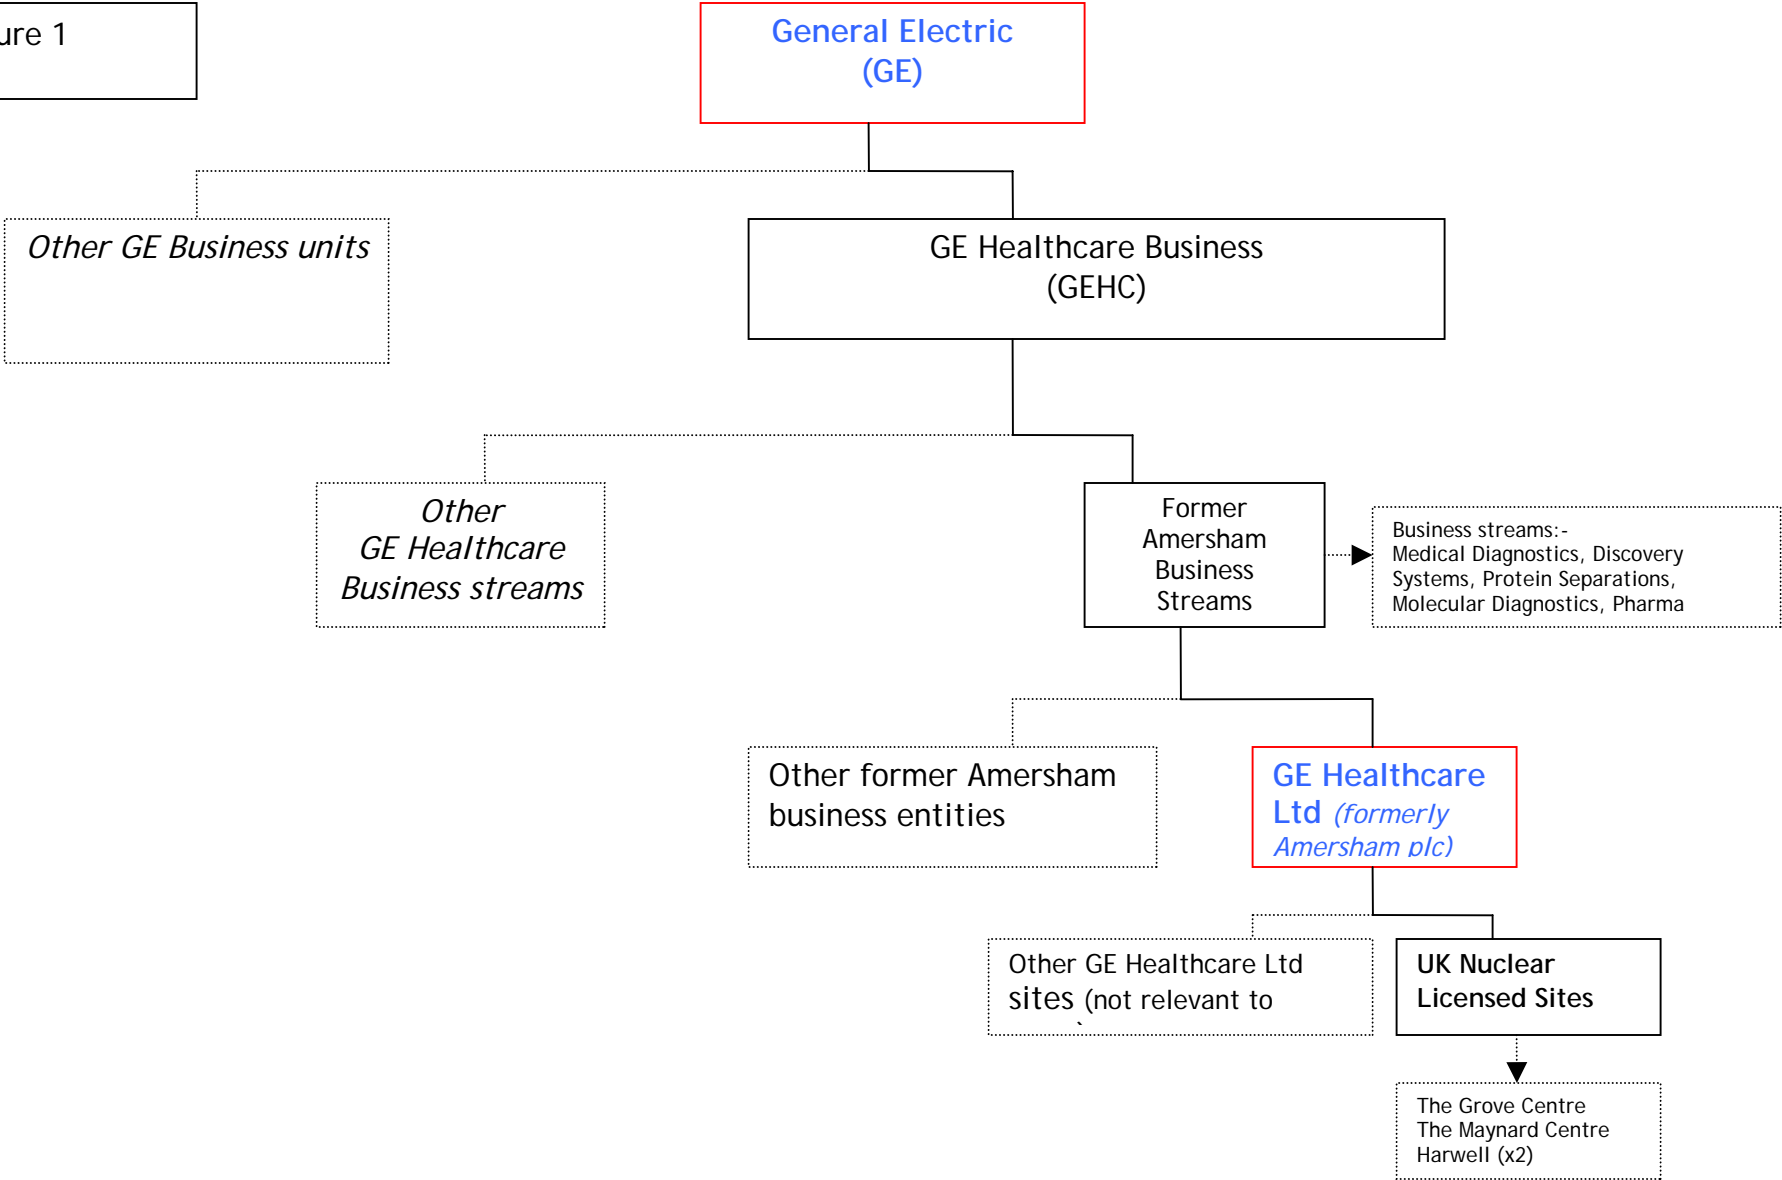 ure 1
General Electric
(GE)
Other GE Business units
GE Healthcare Business
(GEHC)
Other
GE Healthcare
Business streams
Former
Amersham
Business
Streams
Business streams:-
Medical Diagnostics, Discovery
Systems, Protein Separations,
Molecular Diagnostics, Pharma
Other former Amersham
business entities
GE Healthcare
Ltd (formerly
Amersham plc)
Other GE Healthcare Ltd
sites (not relevant to
UK Nuclear
Licensed Sites
The Grove Centre
The Maynard Centre
Harwell (x2)